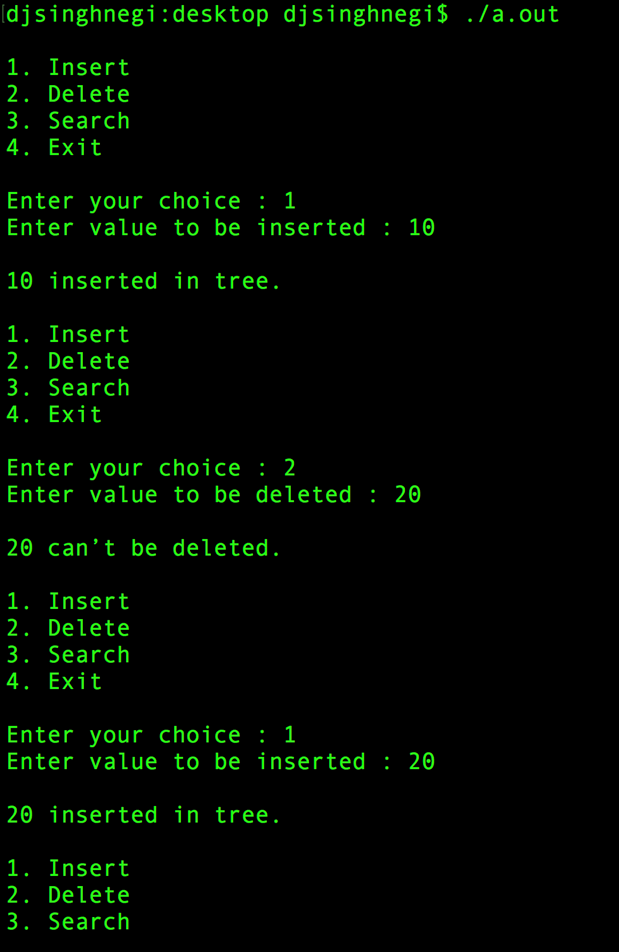 djsinghnegi:desktop djsinghnegi$ ./a.out
1. Insert
2. Delete
3. Search
4. Exit
Enter your choice : 1
Enter value to be inserted : 10
10 inserted in tree.
1. Insert
2. Delete
3. Search
4. Exit
Enter your choice : 2
Enter value to be deleted : 20
20 can’t be deleted.
1. Insert
2. Delete
3. Search
4. Exit
Enter your choice : 1
Enter value to be inserted : 20
20 inserted in tree.
1. Insert
2. Delete
3. Search